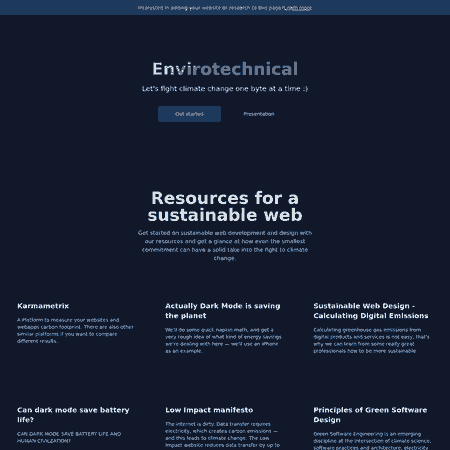 Interested in adding your website or research to this page? Learn more
Envirotechnical
Let's fight climate change one byte at a time :)
Get started
Presentation
Resources for a
sustainable web
Get started on sustainable web development and design with
our resources and get a glance at how even the smallest
commitment can have a solid take into the fight to climate
change.
Karmametrix
A Platform to measure your websites and
webapps carbon footprint. There are also other
similar platforms if you want to compare
different results.
Actually Dark Mode is saving
the planet
We'll do some quick napkin math, and get a
very rough idea of what kind of energy savings
we're dealing with here — we'll use an iPhone
as an example.
Sustainable Web Design -
Calculating Digital Emissions
Calculating greenhouse gas emissions from
digital products and services is not easy, that's
why we can learn from some really great
professionals how to be more sustainable
Can dark mode save battery
life?
CAN DARK MODE SAVE BATTERY LIFE AND
HUMAN CIVILIZATION?
Low Impact manifesto
The internet is dirty. Data transfer requires
electricity, which creates carbon emissions —
and this leads to climate change. The Low
Impact website reduces data transfer by up to
Principles of Green Software
Design
Green Software Engineering is an emerging
discipline at the intersection of climate science,
software practices and architecture, electricity